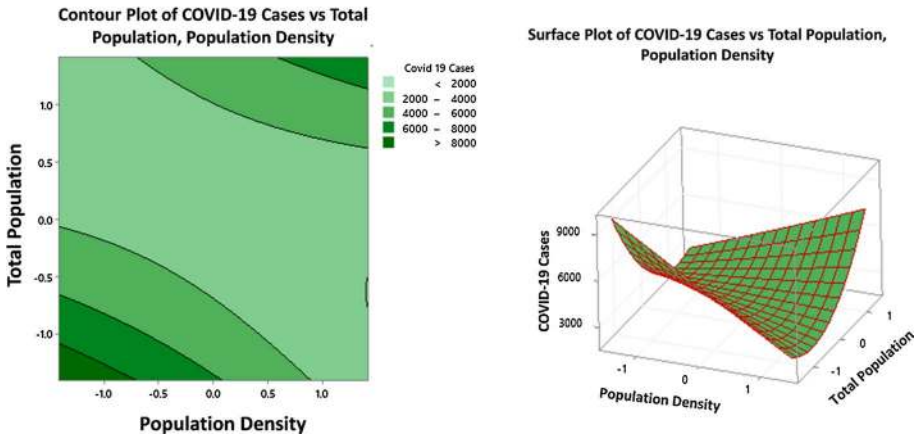 Contour Plot of COVID-19 Cases vs Total
Population, Population Density
Covid 19 Cases
< 2000
2000 – 4000
4000 – 6000
6000 – 8000
> 8000
1.0
0.5
0.0
-0.5
-1.0
Total Population
-1.0 -0.5 0.0 0.5 1.0
Population Density
Surface Plot of COVID-19 Cases vs Total Population,
Population Density
9000
6000
3000
COVID-19 Cases
-1 0 1
Population Density
-1 0 1
Total Population